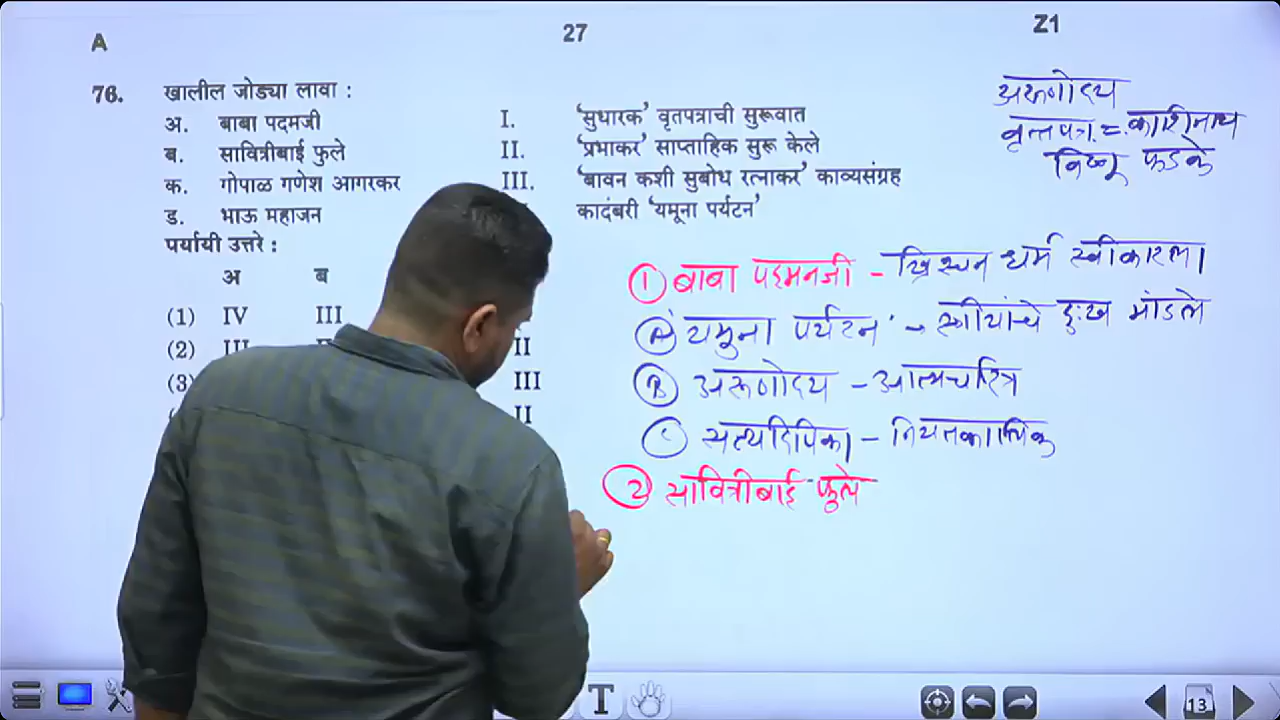 A 27 Z1
76. खालील जोड्या लावा :
अ. बाबा पदमजी I. 'सुधारक' वृतपत्राची सुरूवात
ब. सावित्रीबाई फुले II. 'प्रभाकर' साप्ताहिक सुरू केले
क. गोपाळ गणेश आगरकर III. 'बावन कशी सुबोध रत्नाकर' काव्यसंग्रह
ड. भाऊ महाजन कादंबरी 'यमूना पर्यटन'
पर्यायी उत्तरे :
अ ब
(1) IV III
(2) III II
(3) III
II
अरूणोदय
वृत्तपत्र = काशिनाथ
विष्णू फडके
① बाबा पदमनजी - ख्रिस्चन धर्म स्वीकारला
Ⓐ 'यमुना पर्यटन' - स्त्रीयांचे दुःख मांडले
Ⓑ अरूणोदय - आत्मचरित्र
Ⓒ सत्यदिपिका - नियतकालिक
② सावित्रीबाई फुले
T
13